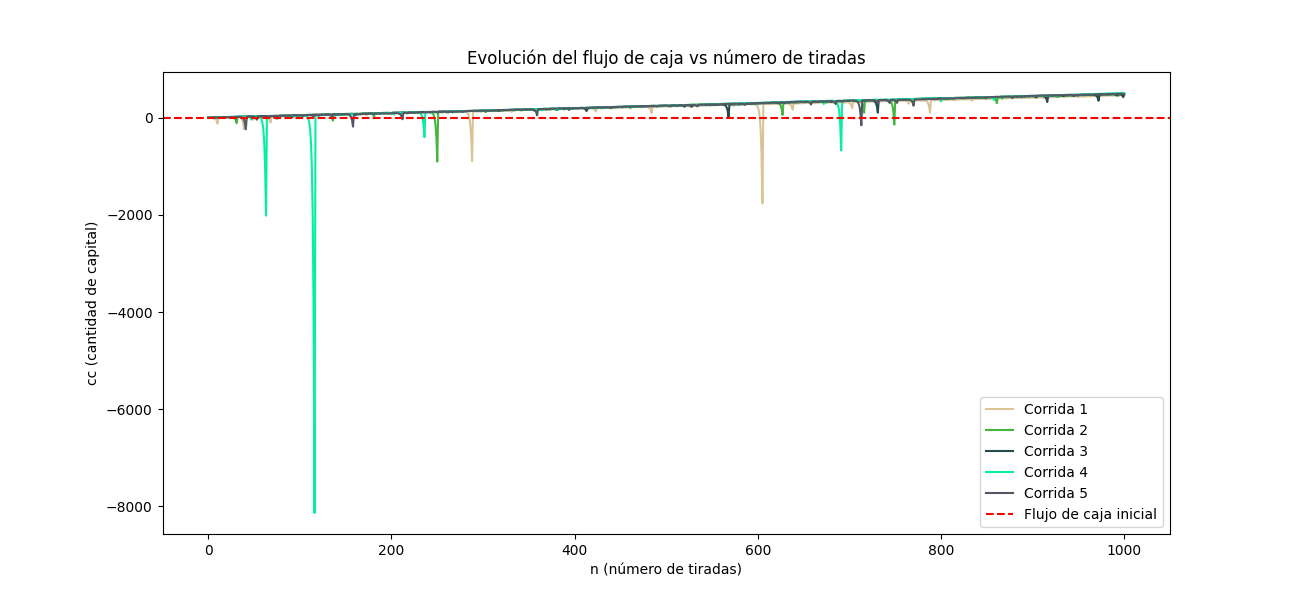 Evolución del flujo de caja vs número de tiradas
cc (cantidad de capital)
0
−2000
−4000
−6000
−8000
0 200 400 600 800 1000
n (número de tiradas)
Corrida 1
Corrida 2
Corrida 3
Corrida 4
Corrida 5
Flujo de caja inicial